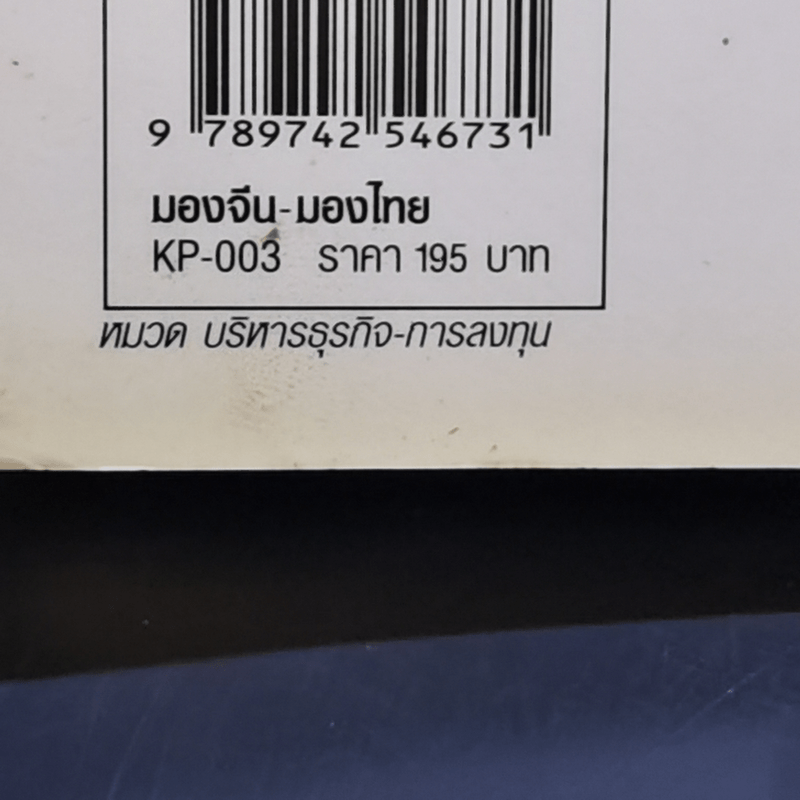 9 789742 546731
มองจีน-มองไทย
KP-003 ราคา 195 บาท
หมวด บริหารธุรกิจ-การลงทุน